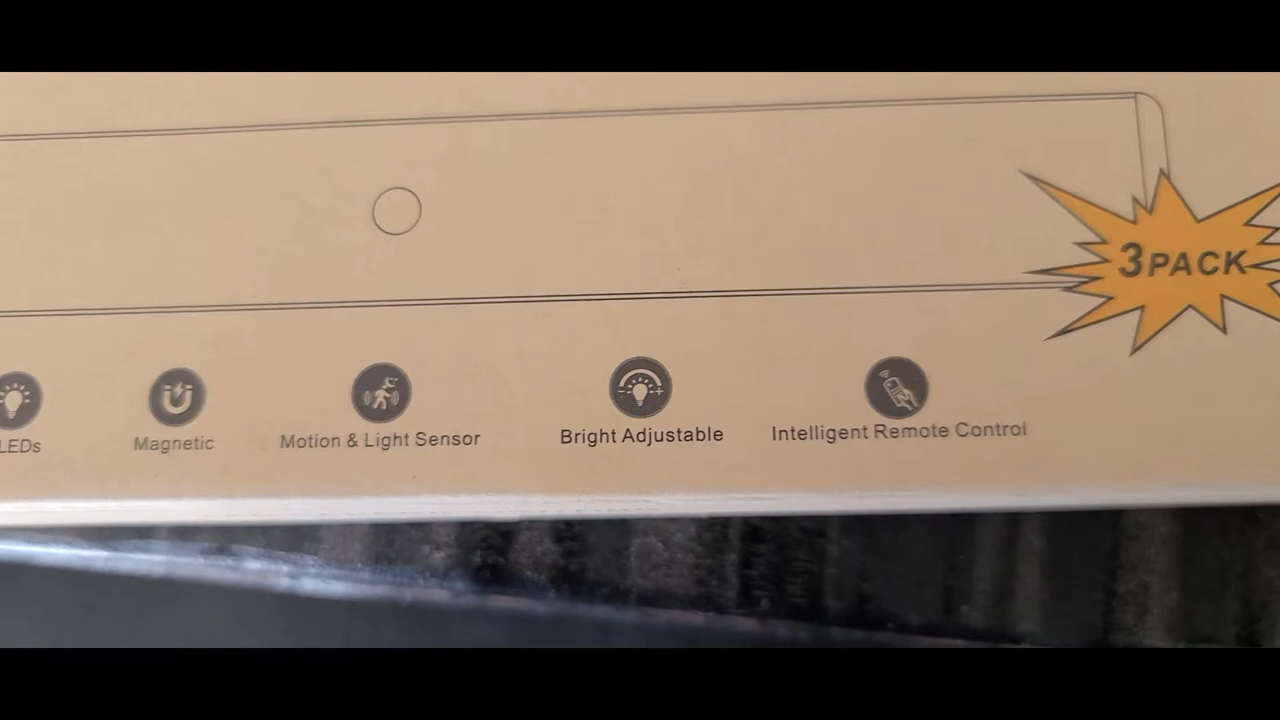 3PACK
LEDs
Magnetic
Motion & Light Sensor
Bright Adjustable
Intelligent Remote Control